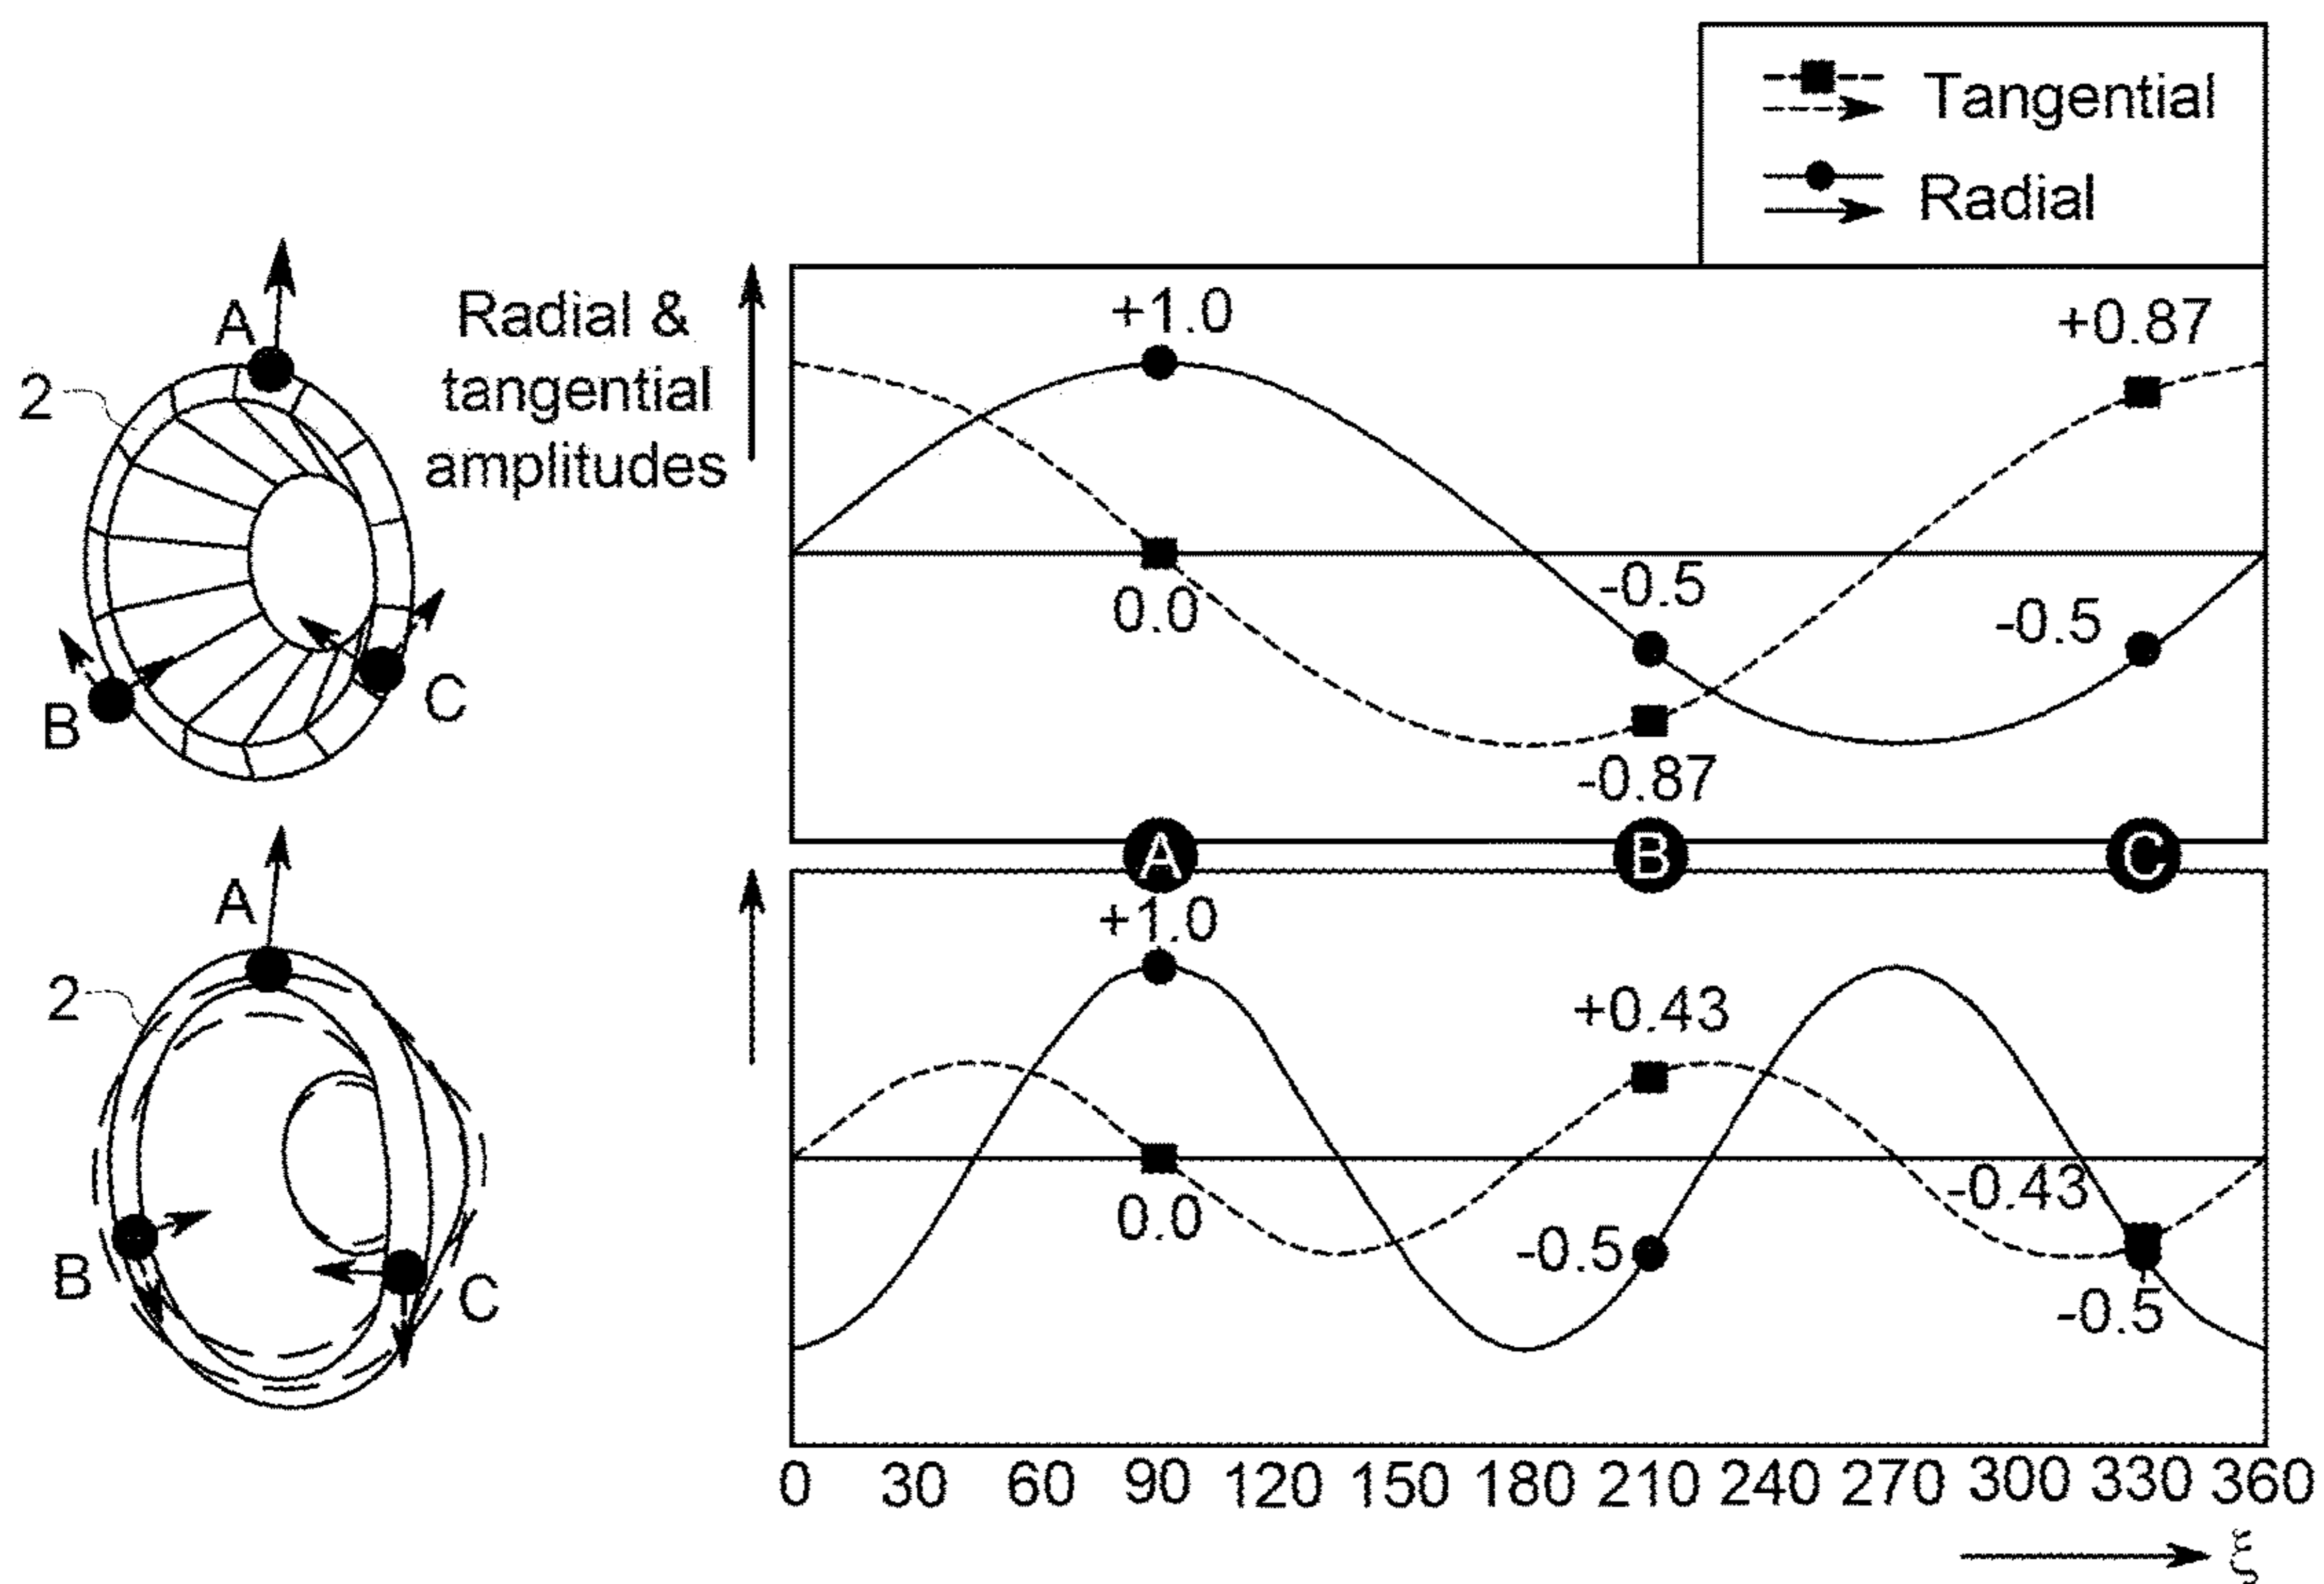 Tangential
Radial
A
2
B
C
Radial &
tangential
amplitudes
+1.0
+0.87
0.0
-0.5
-0.5
-0.87
A B C
A
2
B
C
+1.0
+0.43
0.0
-0.43
-0.5
-0.5
0 30 60 90 120 150 180 210 240 270 300 330 360
ξ